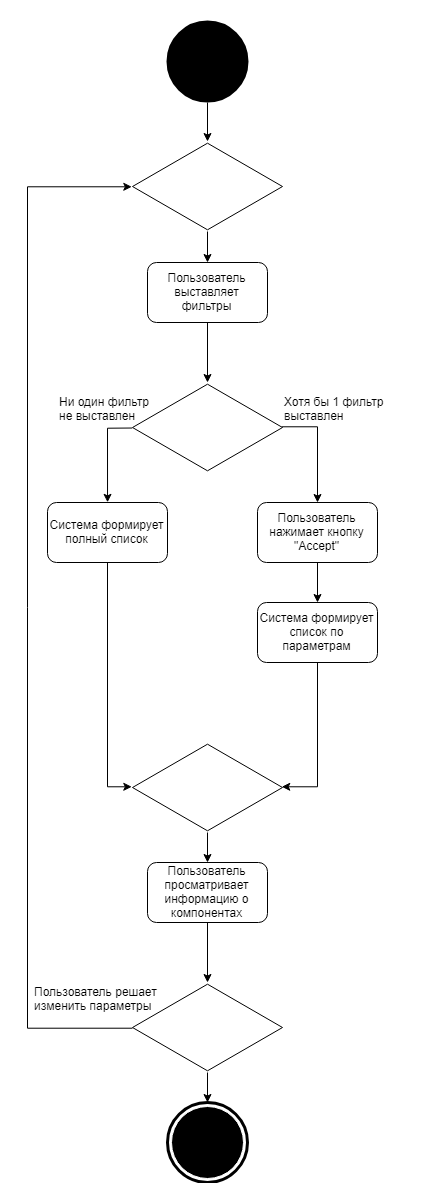 Пользователь
выставляет
фильтры
Ни один фильтр
не выставлен
Хотя бы 1 фильтр
выставлен
Система формирует
полный список
Пользователь
нажимает кнопку
"Accept"
Система формирует
список по
параметрам
Пользователь
просматривает
информацию о
компонентах
Пользователь решает
изменить параметры